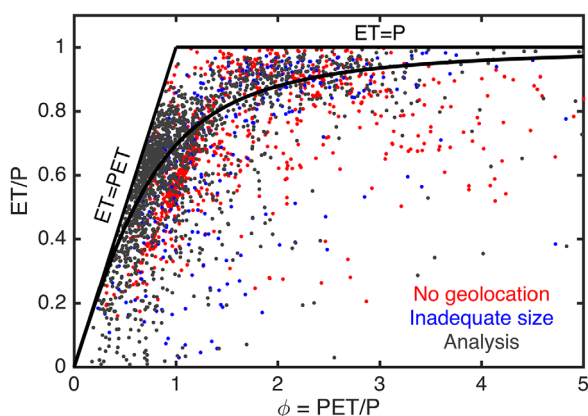 ET=P
1
0.8
0.6
0.4
0.2
0
ET/P
ET=PET
No geolocation
Inadequate size
Analysis
0 1 2 3 4 5
ϕ = PET/P